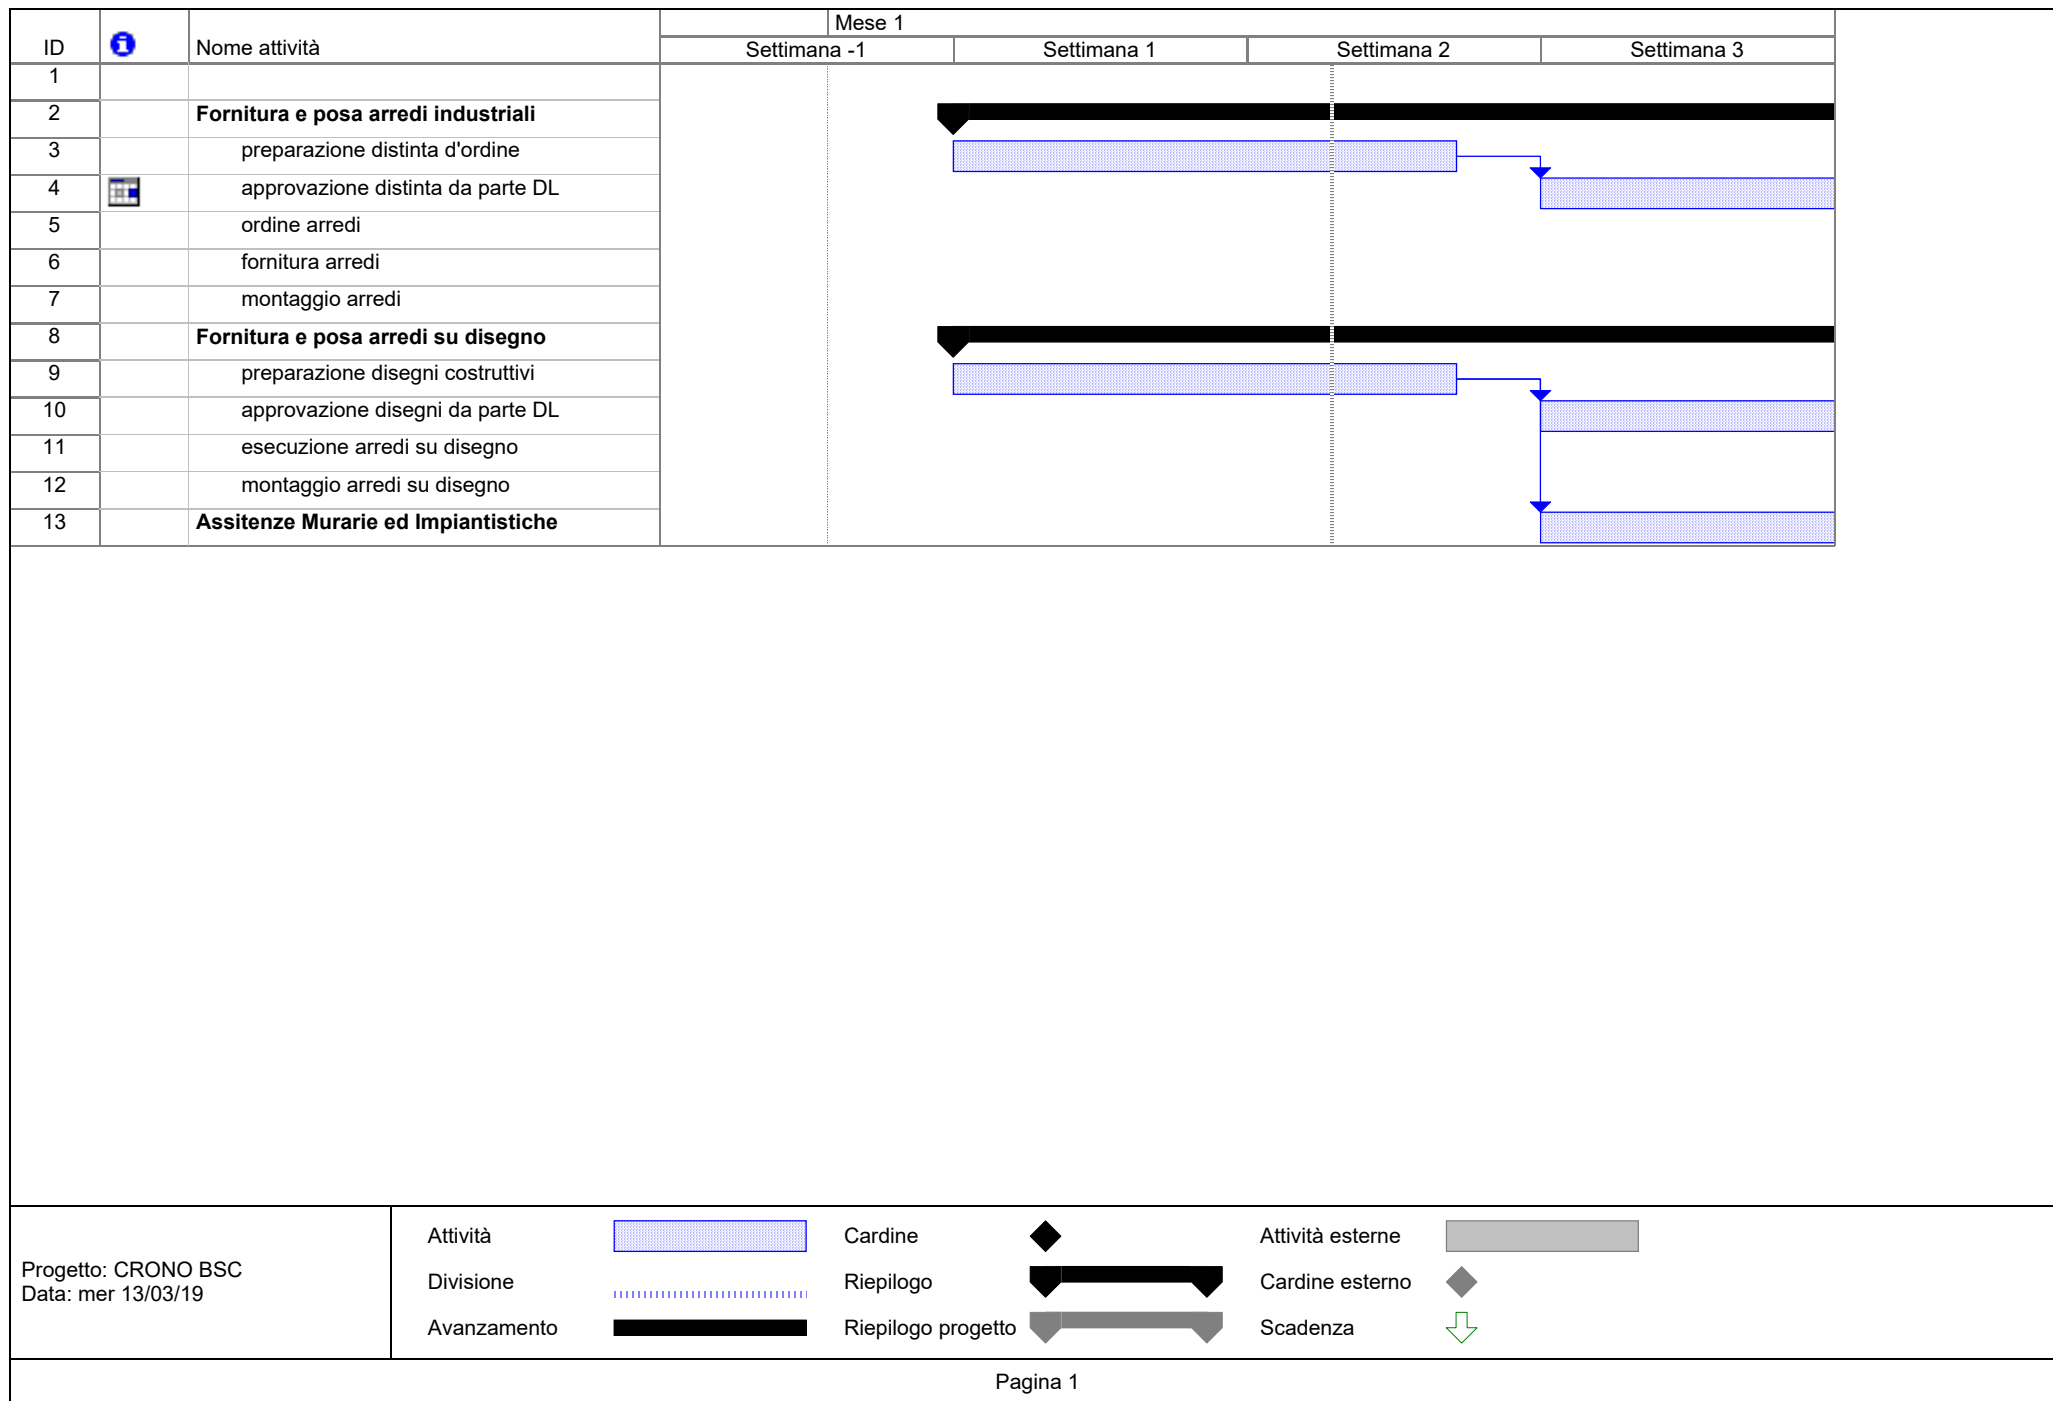 Mese 1
ID Nome attività Settimana -1 Settimana 1 Settimana 2 Settimana 3
1
2 Fornitura e posa arredi industriali
3 preparazione distinta d'ordine
4 approvazione distinta da parte DL
5 ordine arredi
6 fornitura arredi
7 montaggio arredi
8 Fornitura e posa arredi su disegno
9 preparazione disegni costruttivi
10 approvazione disegni da parte DL
11 esecuzione arredi su disegno
12 montaggio arredi su disegno
13 Assitenze Murarie ed Impiantistiche
Progetto: CRONO BSC
Data: mer 13/03/19
Attività Cardine Attività esterne
Divisione Riepilogo Cardine esterno
Avanzamento Riepilogo progetto Scadenza
Pagina 1